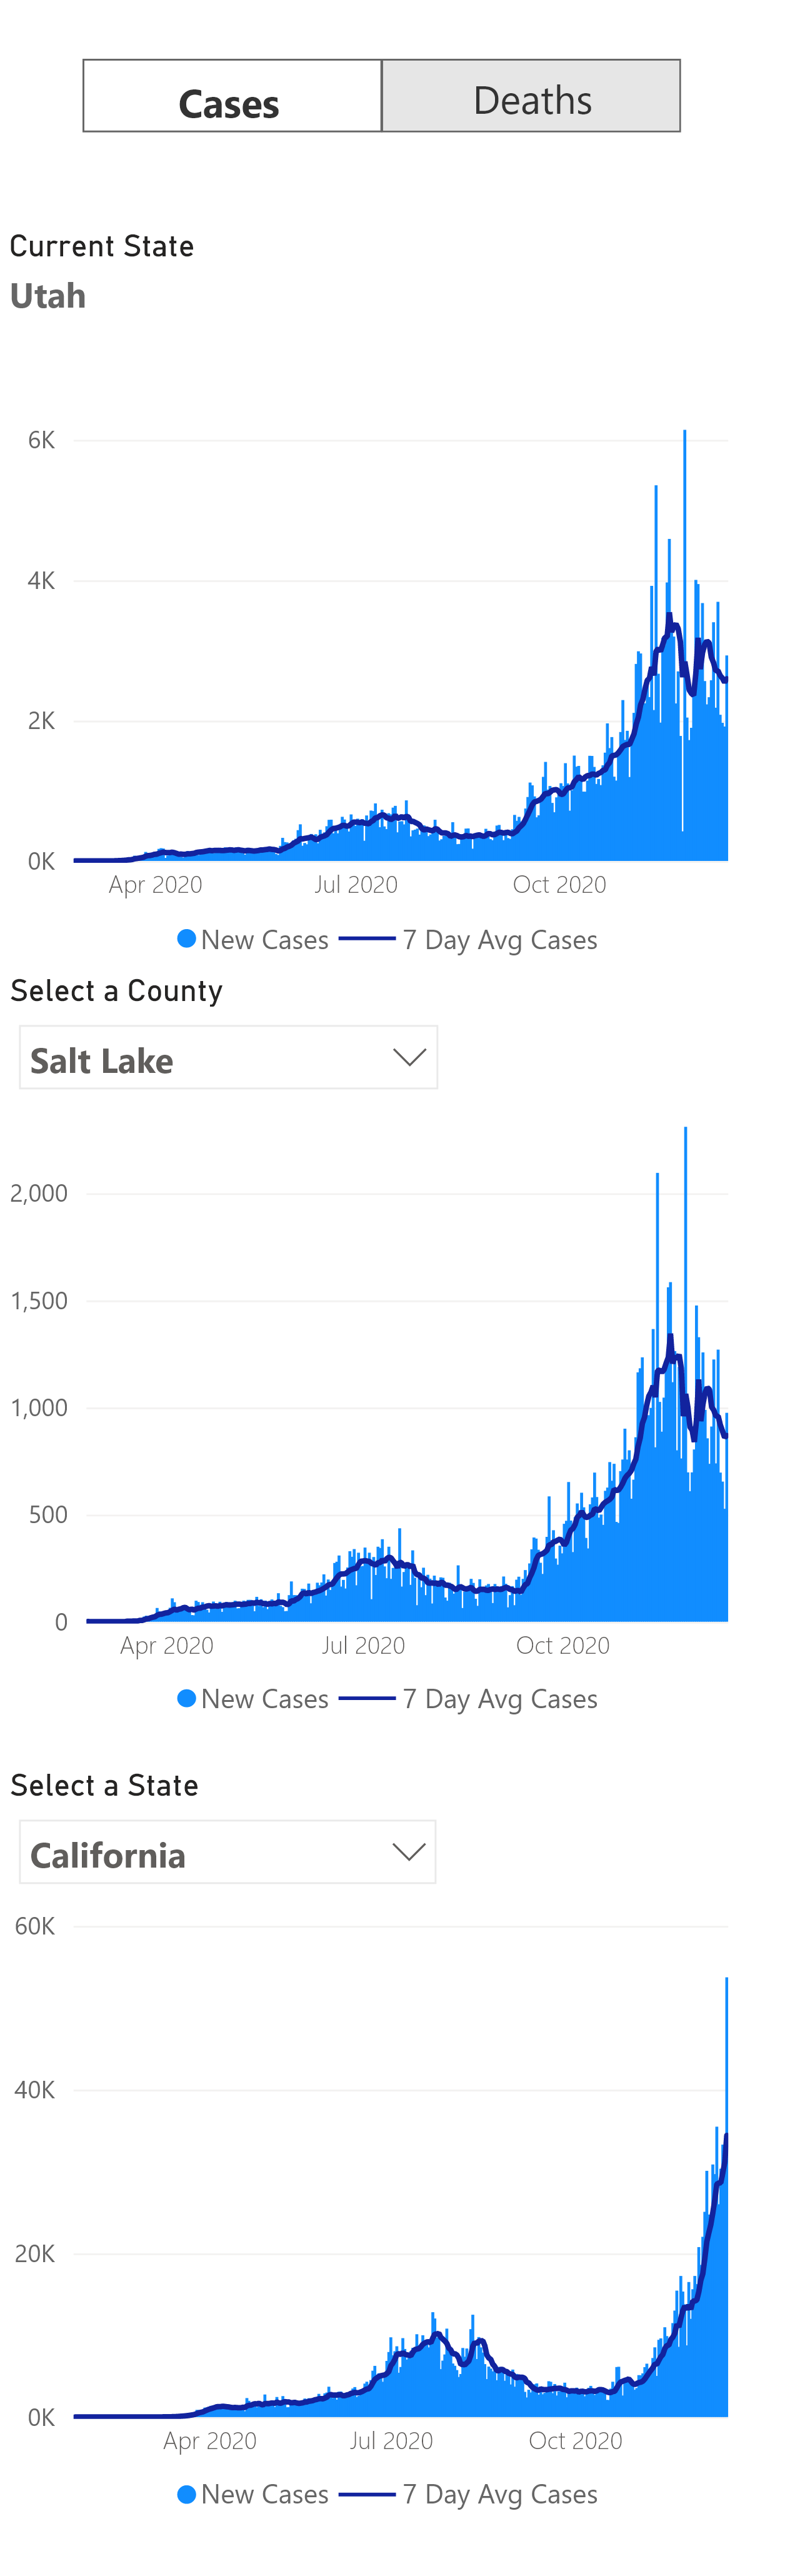 Cases Deaths
Current State
Utah
6K
4K
2K
0K
Apr 2020 Jul 2020 Oct 2020
New Cases 7 Day Avg Cases
Select a County
Salt Lake
2,000
1,500
1,000
500
0
Apr 2020 Jul 2020 Oct 2020
New Cases 7 Day Avg Cases
Select a State
California
60K
40K
20K
0K
Apr 2020 Jul 2020 Oct 2020
New Cases 7 Day Avg Cases